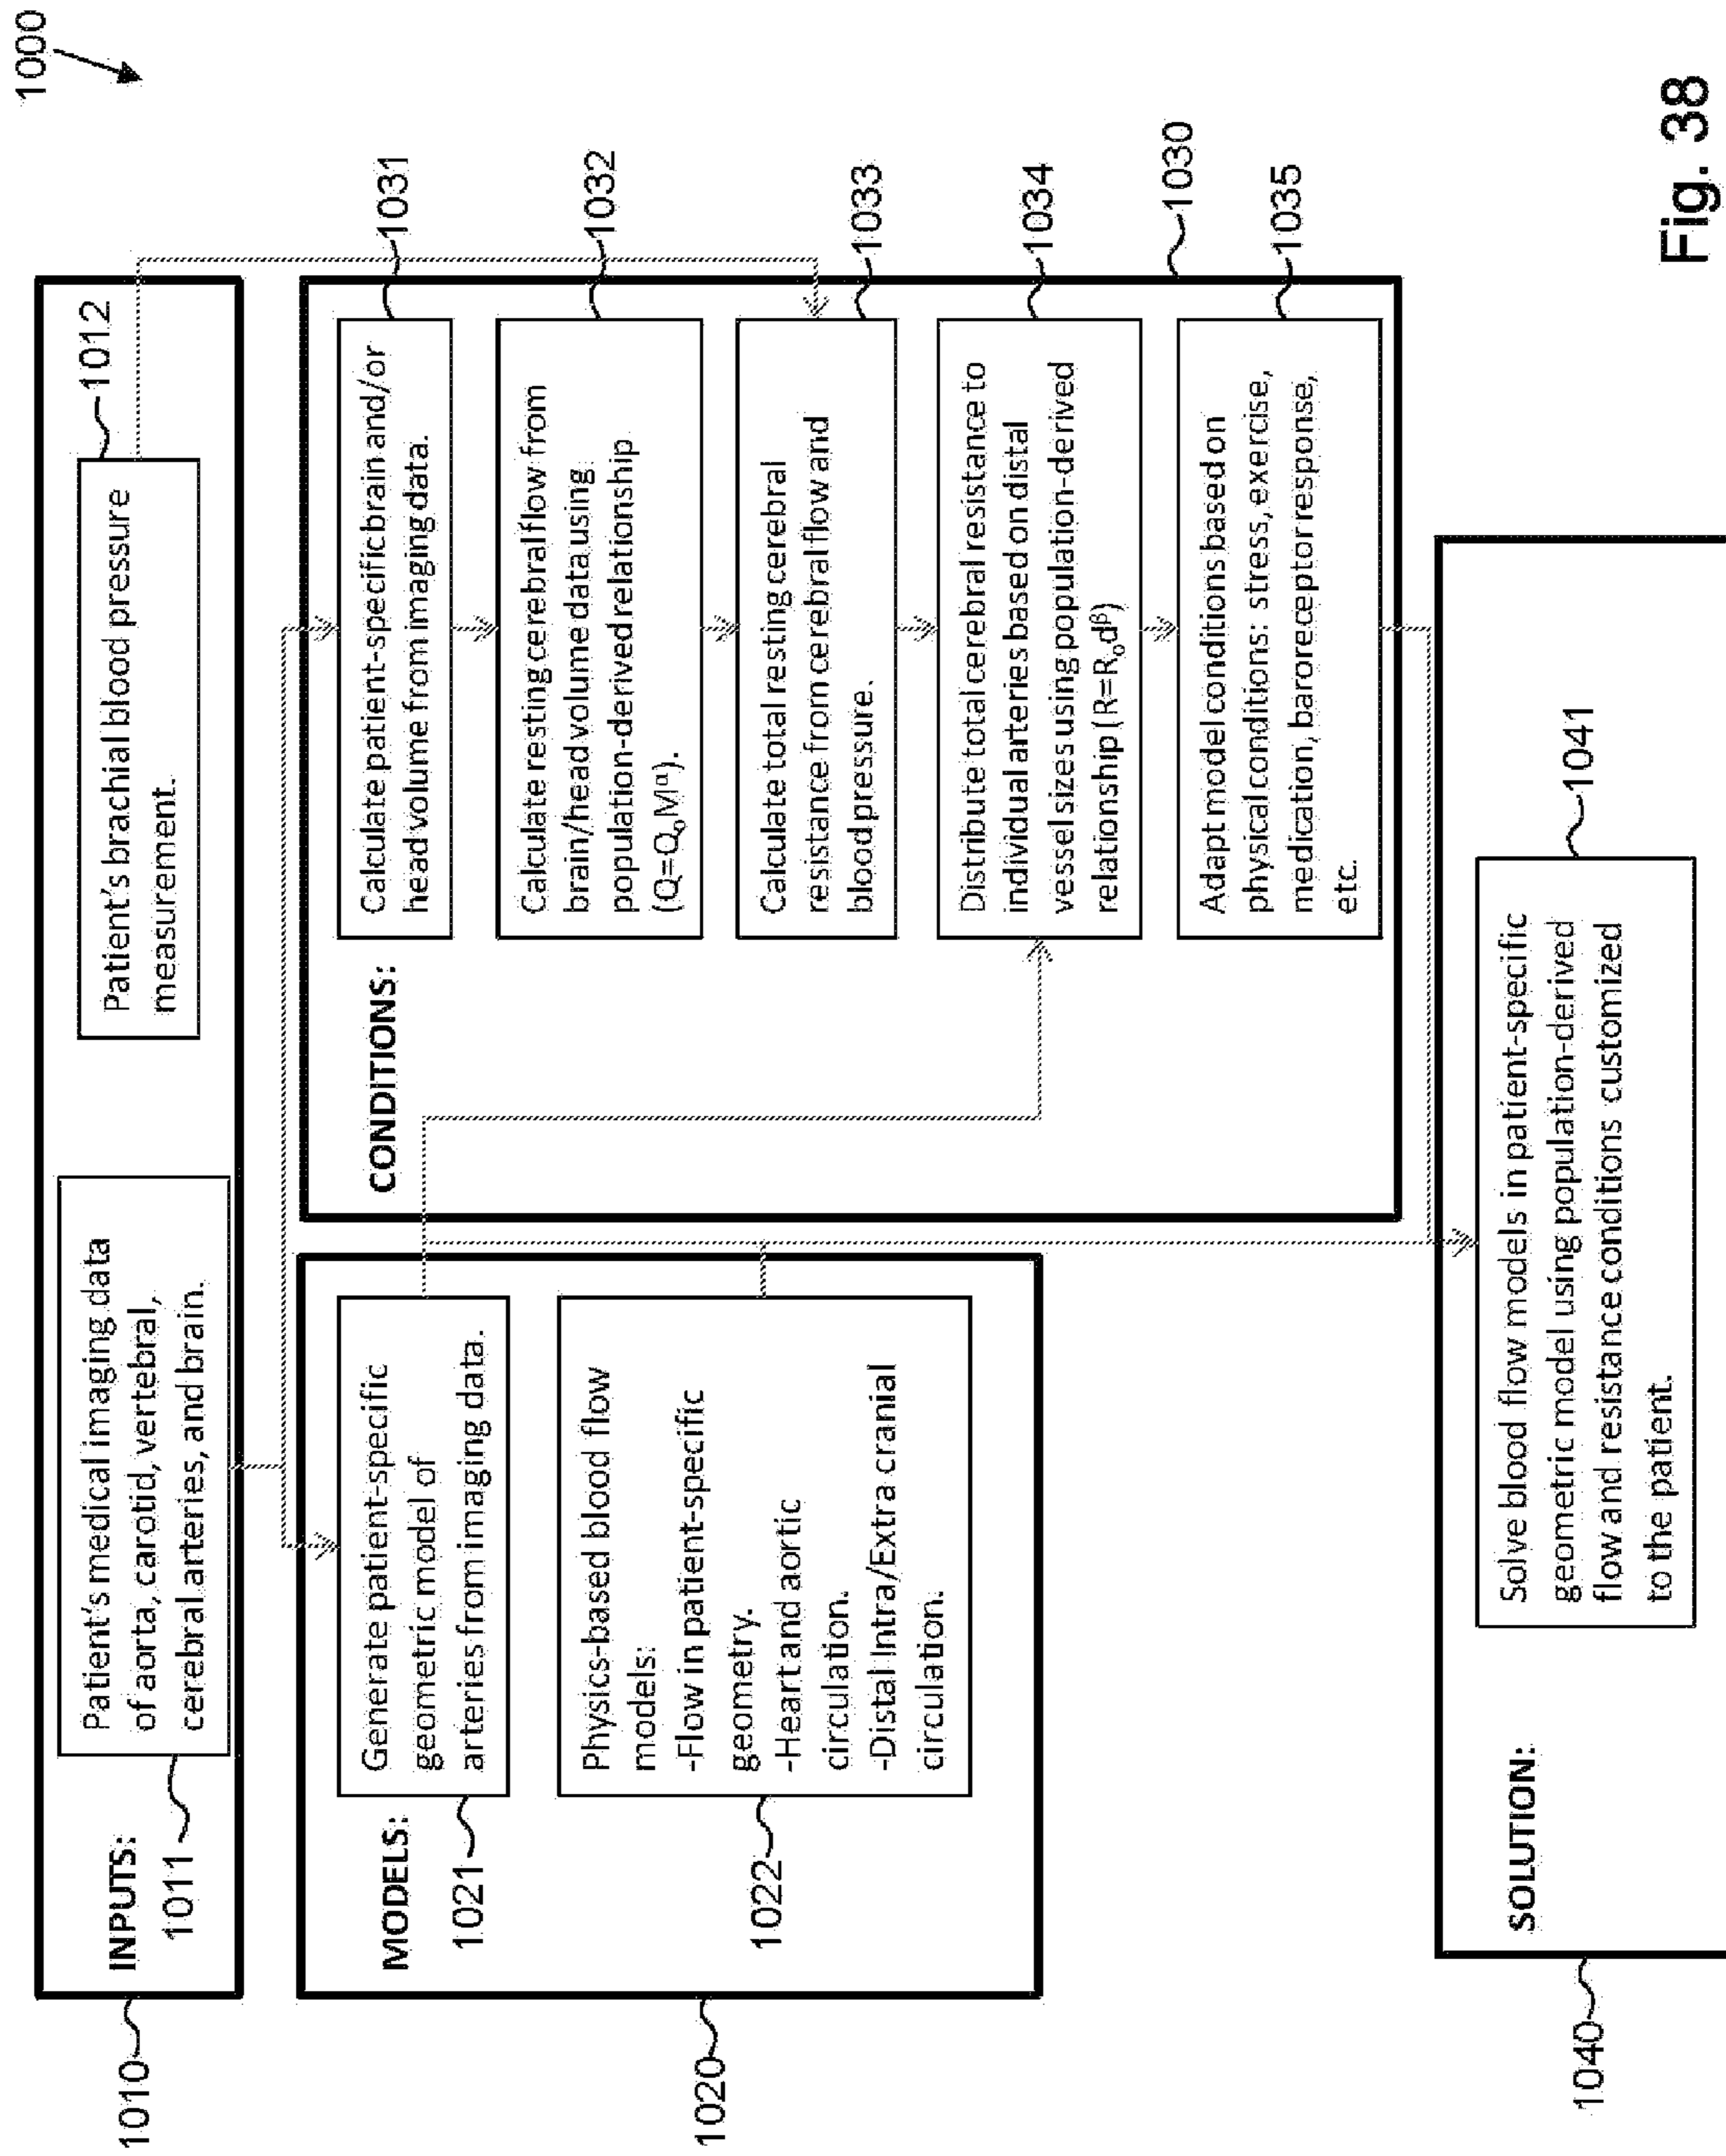 1000
1010
INPUTS:
1011
Patient's medical imaging data
of aorta, carotid, vertebral,
cerebral arteries, and brain.
1012
Patient's brachial blood pressure
measurement.
1020
MODELS:
1021
Generate patient-specific
geometric model of
arteries from imaging data.
1022
Physics-based blood flow
models:
-Flow in patient-specific
geometry.
-Heart and aortic
circulation.
-Distal Intra/Extra cranial
circulation.
CONDITIONS:
1031
Calculate patient-specific brain and/or
head volume from imaging data.
1032
Calculate resting cerebral flow from
brain/head volume data using
population-derived relationship
(Q=QₒMᵅ).
1033
Calculate total resting cerebral
resistance from cerebral flow and
blood pressure.
1034
Distribute total cerebral resistance to
individual arteries based on distal
vessel sizes using population-derived
relationship (R=Rₒdᵝ)
1030
1035
Adapt model conditions based on
physical conditions: stress, exercise,
medication, baroreceptor response,
etc.
1040
SOLUTION:
1041
Solve blood flow models in patient-specific
geometric model using population-derived
flow and resistance conditions customized
to the patient.
Fig. 38